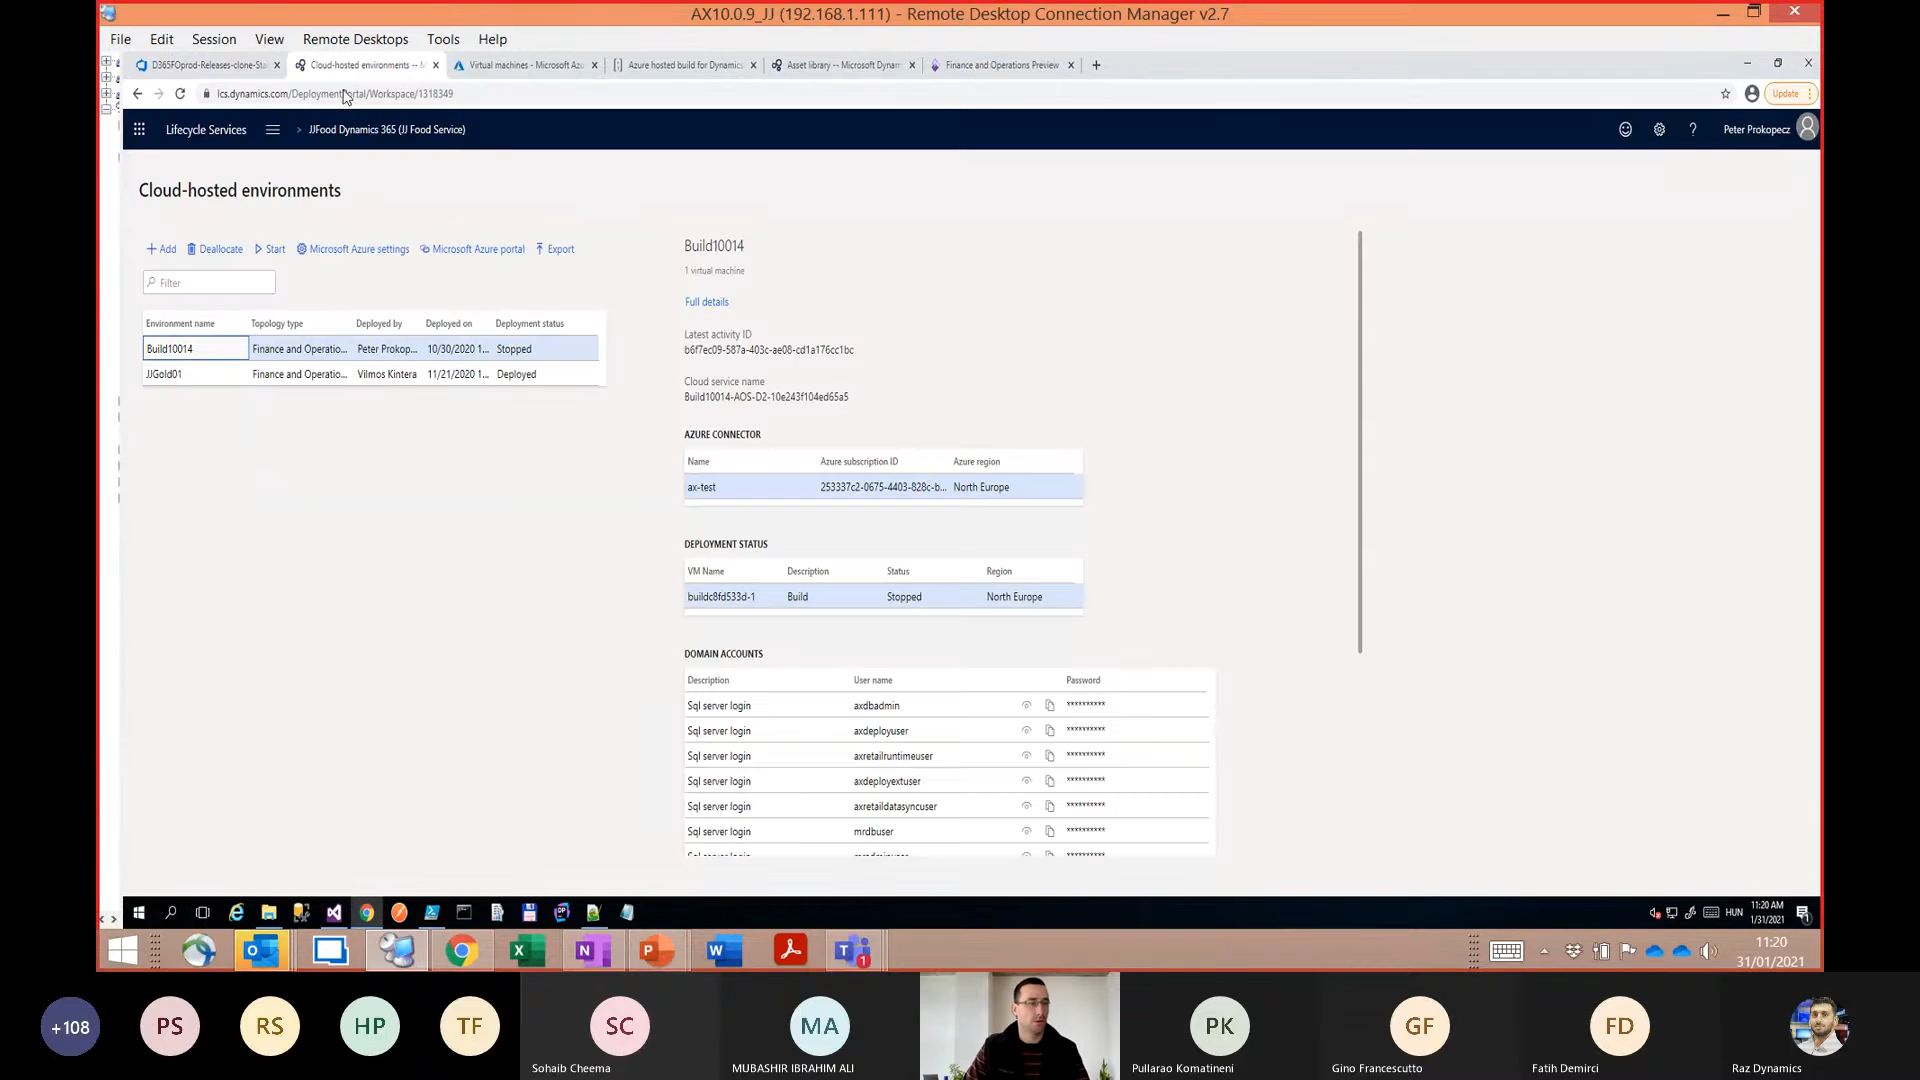 AX10.0.9_JJ (192.168.1.111) - Remote Desktop Connection Manager v2.7
File Edit Session View Remote Desktops Tools Help
D365FOprod-Releases-clone-Sta Cloud-hosted environments -- M Virtual machines - Microsoft Azu Azure hosted build for Dynamics Asset library -- Microsoft Dynam Finance and Operations Preview
lcs.dynamics.com/DeploymentPortal/Workspace/1318349 Update
Lifecycle Services > JJFood Dynamics 365 (JJ Food Service) ? Peter Prokopecz
Cloud-hosted environments
Add Deallocate Start Microsoft Azure settings Microsoft Azure portal Export
Filter
Environment name Topology type Deployed by Deployed on Deployment status
Build10014 Finance and Operatio... Peter Prokop... 10/30/2020 1... Stopped
JJGold01 Finance and Operatio... Vilmos Kintera 11/21/2020 1... Deployed
Build10014
1 virtual machine
Full details
Latest activity ID
b6f7ec09-587a-403c-ae08-cd1a176cc1bc
Cloud service name
Build10014-AOS-D2-10e243f104ed65a5
AZURE CONNECTOR
Name Azure subscription ID Azure region
ax-test 253337c2-0675-4403-828c-b... North Europe
DEPLOYMENT STATUS
VM Name Description Status Region
buildc8fd533d-1 Build Stopped North Europe
DOMAIN ACCOUNTS
Description User name Password
Sql server login axdbadmin **********
Sql server login axdeployuser **********
Sql server login axretailruntimeuser **********
Sql server login axdeployextuser **********
Sql server login axretaildatasyncuser **********
Sql server login mrdbuser **********
HUN 11:20 AM
1/31/2021
11:20
31/01/2021
+108 PS RS HP TF SC MA PK GF FD
Sohaib Cheema MUBASHIR IBRAHIM ALI Pullarao Komatineni Gino Francescutto Fatih Demirci Raz Dynamics